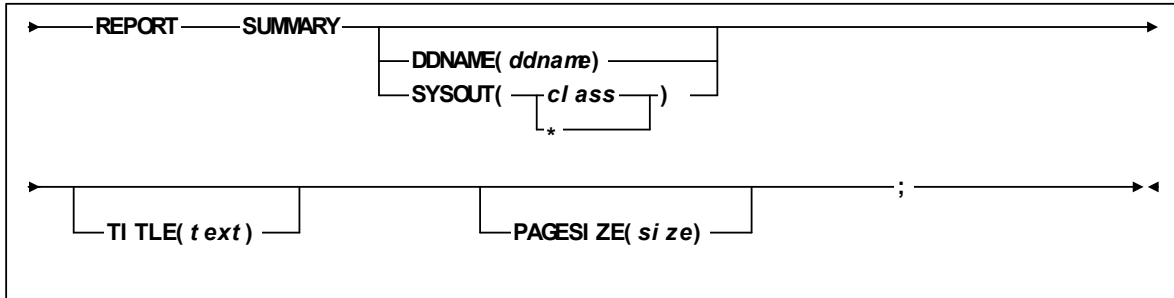 REPORT SUMMARY
DDNAME( ddname)
SYSOUT( class )
*
;
TITLE( text) PAGESIZE( size)